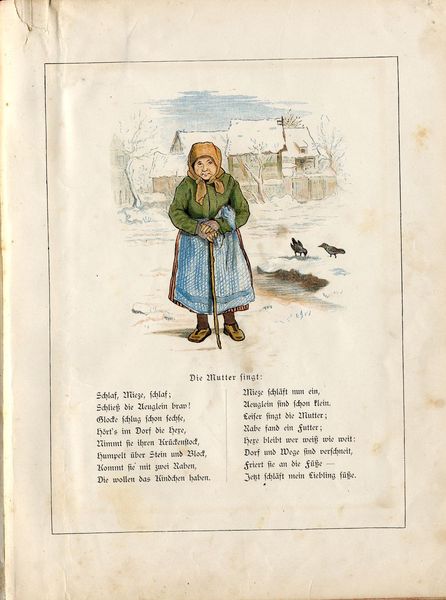 Die Mutter singt:
Schlaf, Mieze, schlaf;
Schließ die Aeuglein brav!
Glocke schlug schon sechse,
Hört's im Dorf die Hexe,
Nimmt sie ihren Krückenstock,
Humpelt über Stein und Block,
Kommt sie mit zwei Raben,
Die wollen das Kindchen haben.
Mieze schläft nun ein,
Aeuglein sind schon klein.
Leiser singt die Mutter;
Rabe fand ein Futter;
Hexe bleibt wer weiß wie weit:
Dorf und Wege sind verschneit,
Friert sie an die Füße —
Jetzt schläft mein Liebling süße.